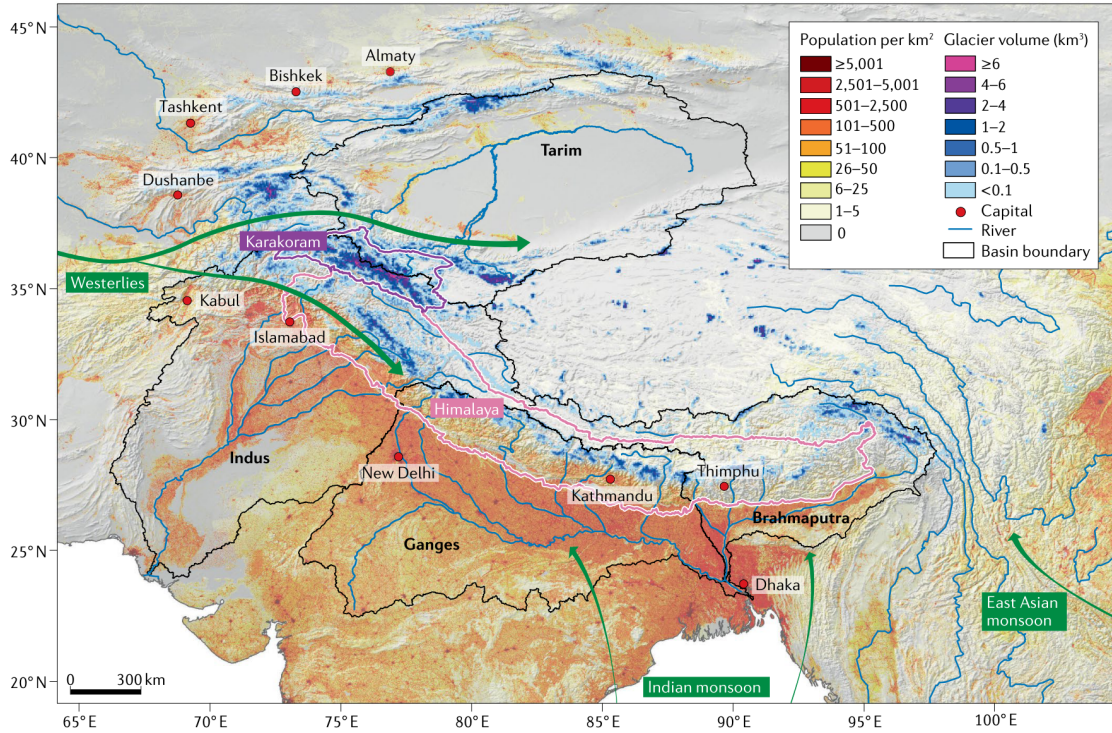 45°N
40°N
35°N
30°N
25°N
20°N
65°E
70°E
75°E
80°E
85°E
90°E
95°E
100°E
Population per km²
≥5,001
2,501–5,001
501–2,500
101–500
51–100
26–50
6–25
1–5
0
Glacier volume (km³)
≥6
4–6
2–4
1–2
0.5–1
0.1–0.5
<0.1
Capital
River
Basin boundary
Almaty
Bishkek
Tashkent
Dushanbe
Tarim
Karakoram
Westerlies
Kabul
Islamabad
Himalaya
Indus
New Delhi
Kathmandu
Thimphu
Brahmaputra
Ganges
Dhaka
East Asian
monsoon
Indian monsoon
0
300 km